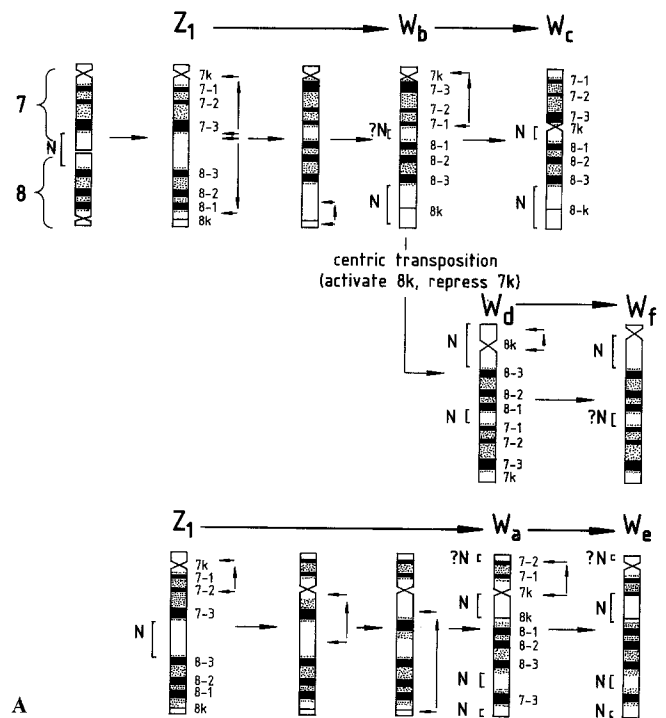 Z1 Wb Wc
7
N
8
7k
7-1
7-2
7-3
8-3
8-2
8-1
8k
7k
7-3
7-2
7-1
?N
8-1
8-2
8-3
N
8k
7-1
7-2
7-3
N
7k
8-1
8-2
8-3
N
8-k
centric transposition
(activate 8k, repress 7k)
Wd Wf
N
8k
8-3
8-2
8-1
N
7-1
7-2
7-3
7k
N
?N
Z1 Wa We
7k
7-1
7-2
7-3
N
8-3
8-2
8-1
8k
?N
7-2
7-1
7k
N
8k
8-1
8-2
8-3
N
7-3
N
?N
N
N
N
A